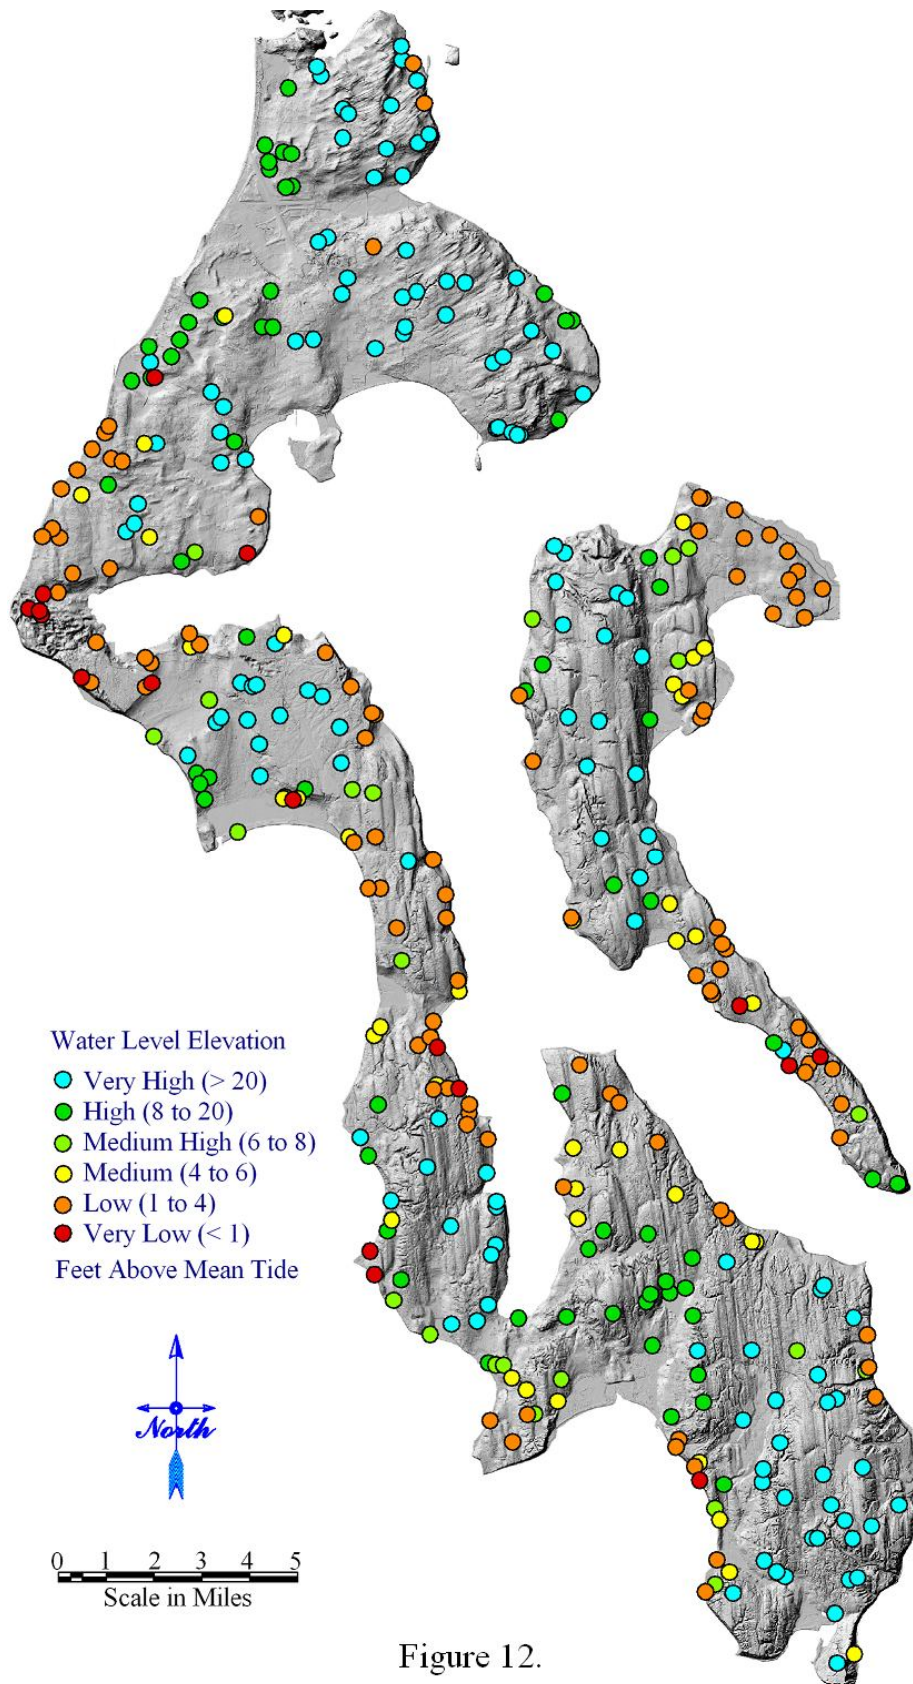 Water Level Elevation
Very High (> 20)
High (8 to 20)
Medium High (6 to 8)
Medium (4 to 6)
Low (1 to 4)
Very Low (< 1)
Feet Above Mean Tide
North
0 1 2 3 4 5
Scale in Miles
Figure 12.